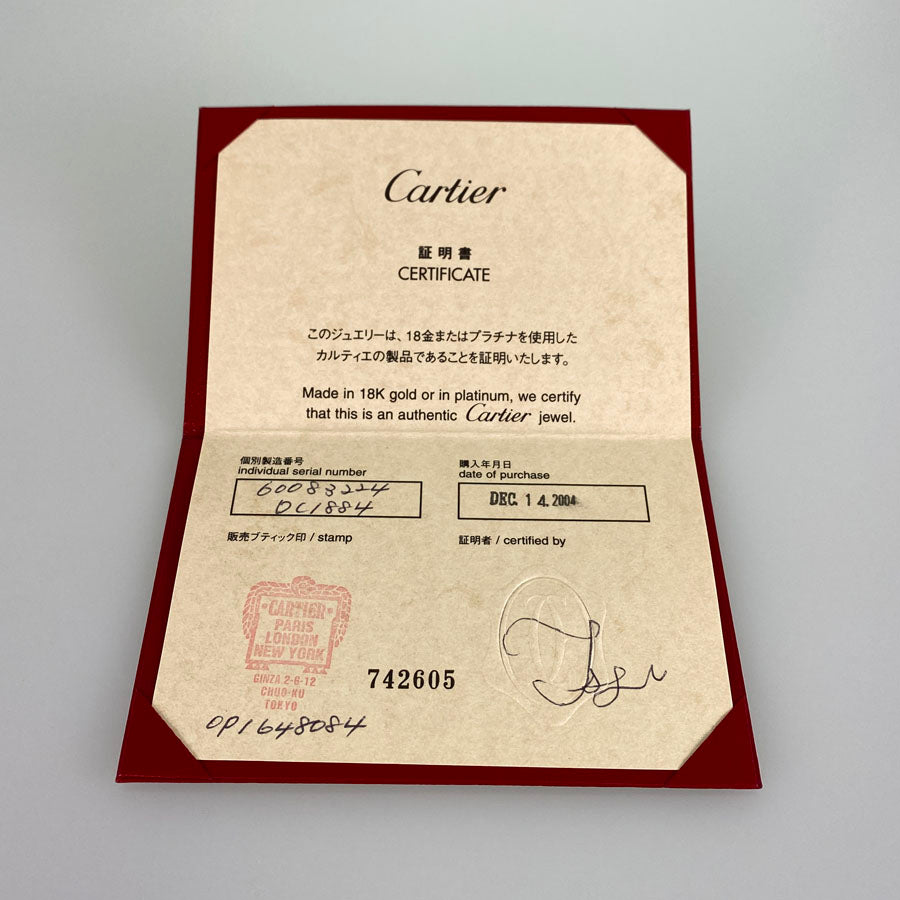 Cartier
証明書
CERTIFICATE
このジュエリーは、18金またはプラチナを使用した
カルティエの製品であることを証明いたします。
Made in 18K gold or in platinum, we certify
that this is an authentic Cartier jewel.
個別製造番号
individual serial number
60083224
OC1884
購入年月日
date of purchase
DEC. 14.2004
販売ブティック印 / stamp
証明者 / certified by
CARTIER
PARIS
LONDON
NEW YORK
GINZA 2-6-12
CHUO-KU
TOKYO
742605
OP1648084